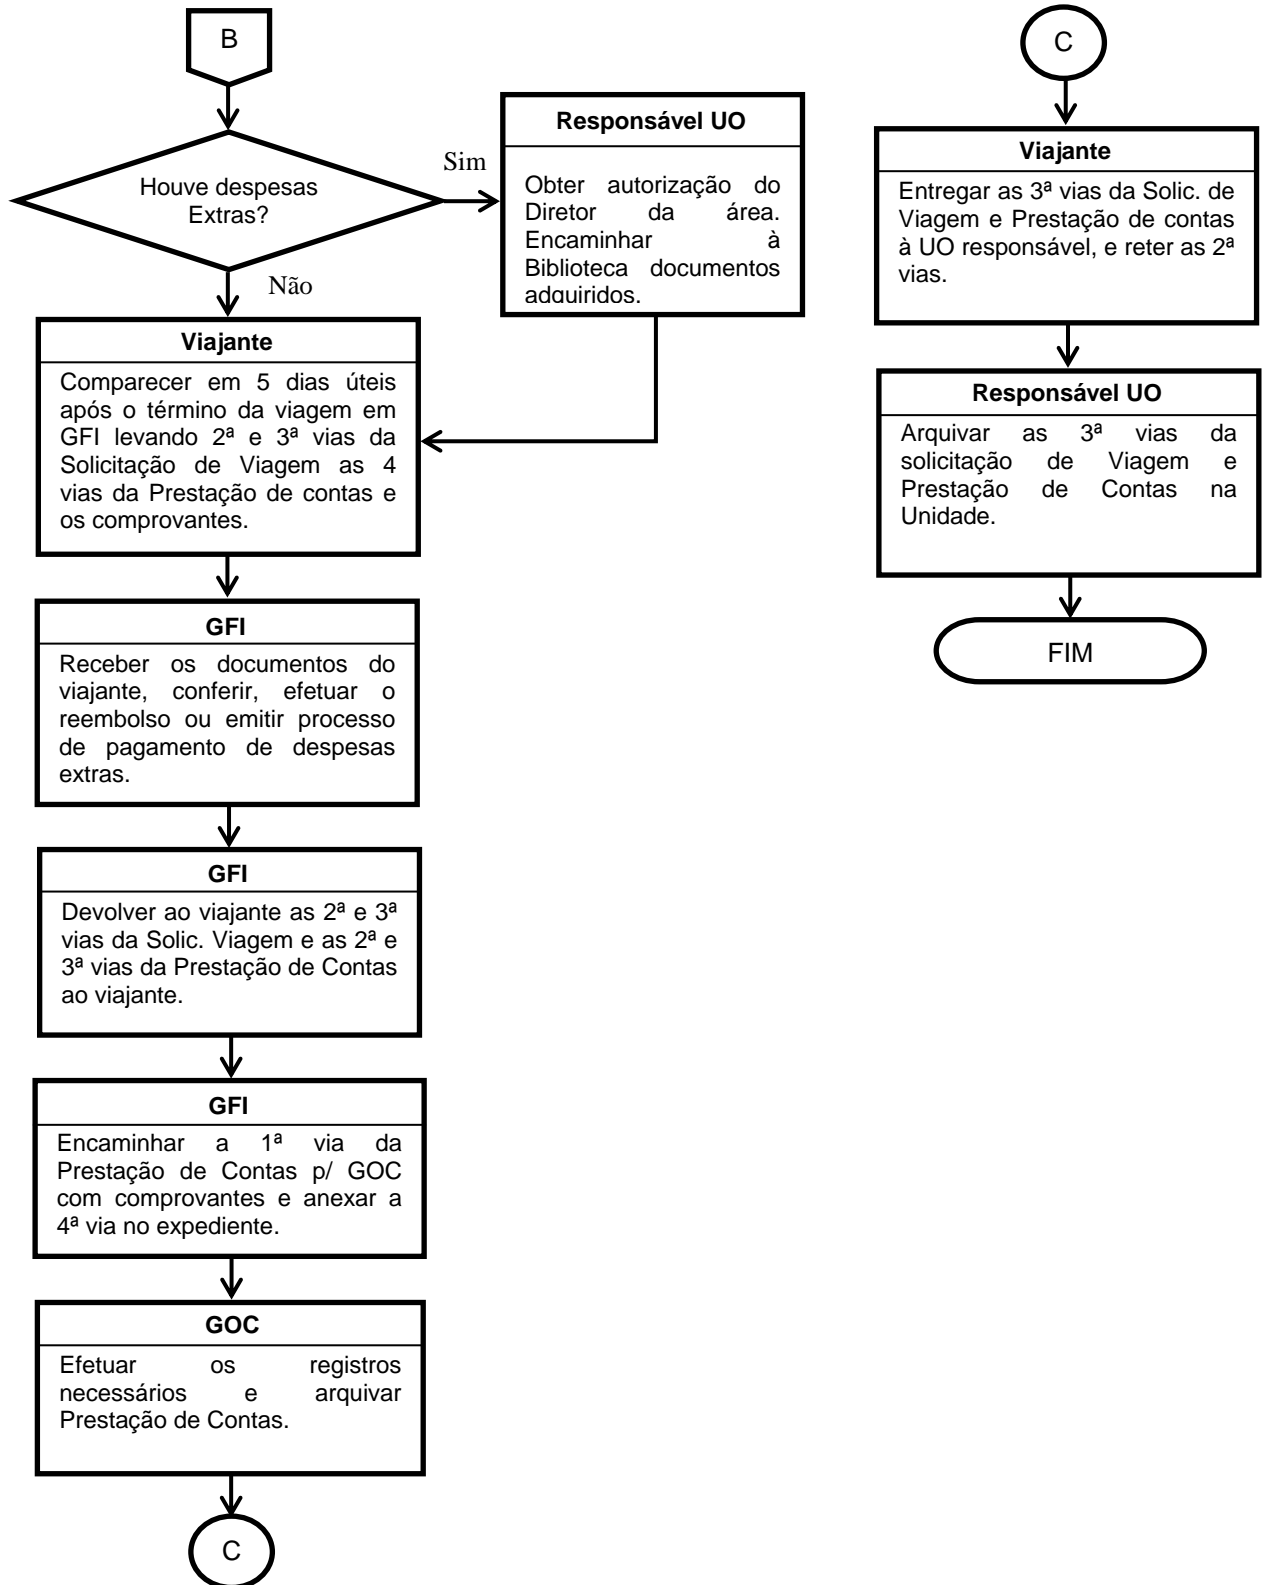 B
Houve despesas
Extras?
Sim
Responsável UO
Obter autorização do
Diretor da área.
Encaminhar à
Biblioteca documentos
adquiridos.
Não
Viajante
Comparecer em 5 dias úteis
após o término da viagem em
GFI levando 2ª e 3ª vias da
Solicitação de Viagem as 4
vias da Prestação de contas e
os comprovantes.
GFI
Receber os documentos do
viajante, conferir, efetuar o
reembolso ou emitir processo
de pagamento de despesas
extras.
GFI
Devolver ao viajante as 2ª e 3ª
vias da Solic. Viagem e as 2ª e
3ª vias da Prestação de Contas
ao viajante.
GFI
Encaminhar a 1ª via da
Prestação de Contas p/ GOC
com comprovantes e anexar a
4ª via no expediente.
GOC
Efetuar os registros
necessários e arquivar
Prestação de Contas.
C
C
Viajante
Entregar as 3ª vias da Solic. de
Viagem e Prestação de contas
à UO responsável, e reter as 2ª
vias.
Responsável UO
Arquivar as 3ª vias da
solicitação de Viagem e
Prestação de Contas na
Unidade.
FIM